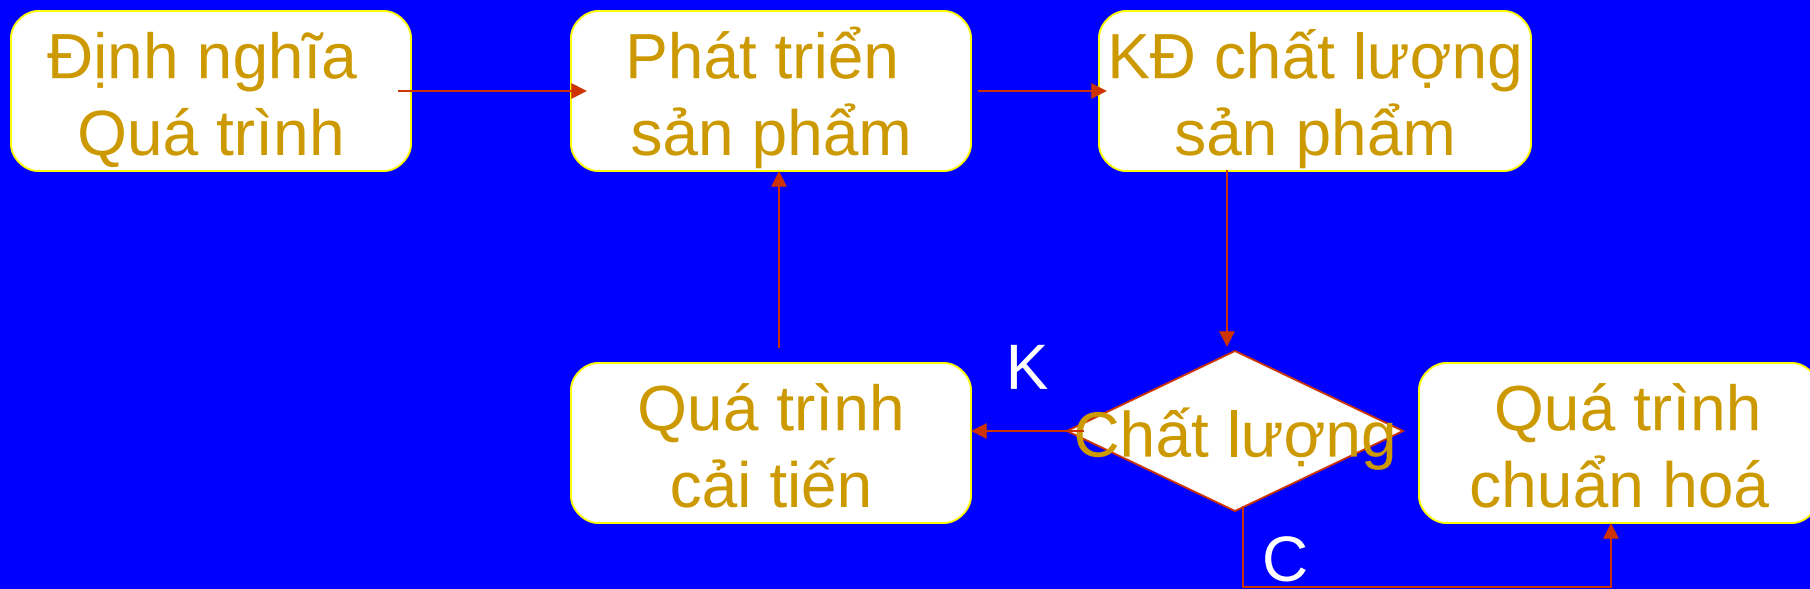 Định nghĩa
Quá trình
Phát triển
sản phẩm
KĐ chất lượng
sản phẩm
K
Quá trình
cải tiến
Chất lượng
Quá trình
chuẩn hoá
C